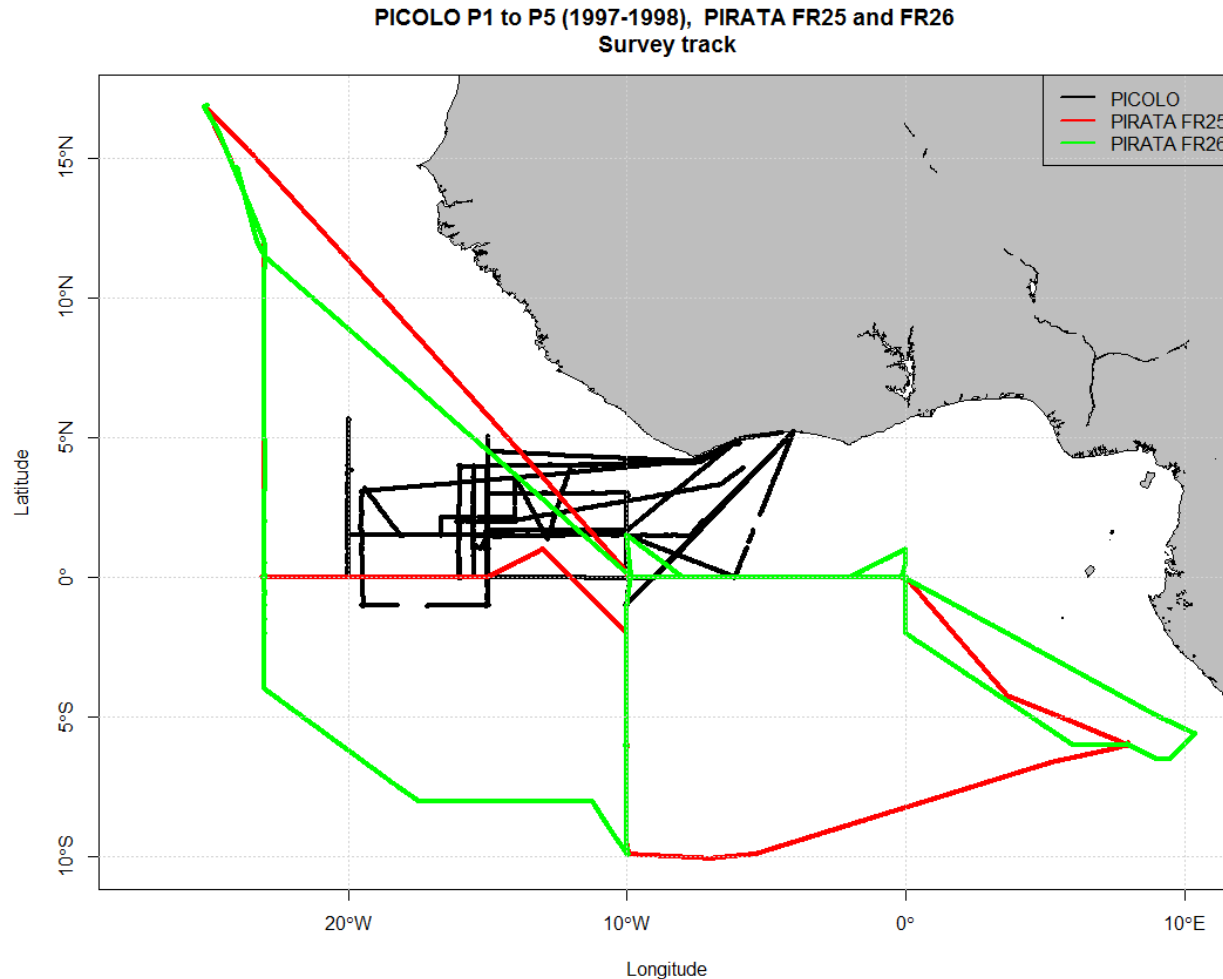 PICOLO P1 to P5 (1997-1998), PIRATA FR25 and FR26
Survey track
PICOLO
PIRATA FR25
PIRATA FR26
Latitude
15°N
10°N
5°N
0°
5°S
10°S
20°W
10°W
0°
10°E
Longitude